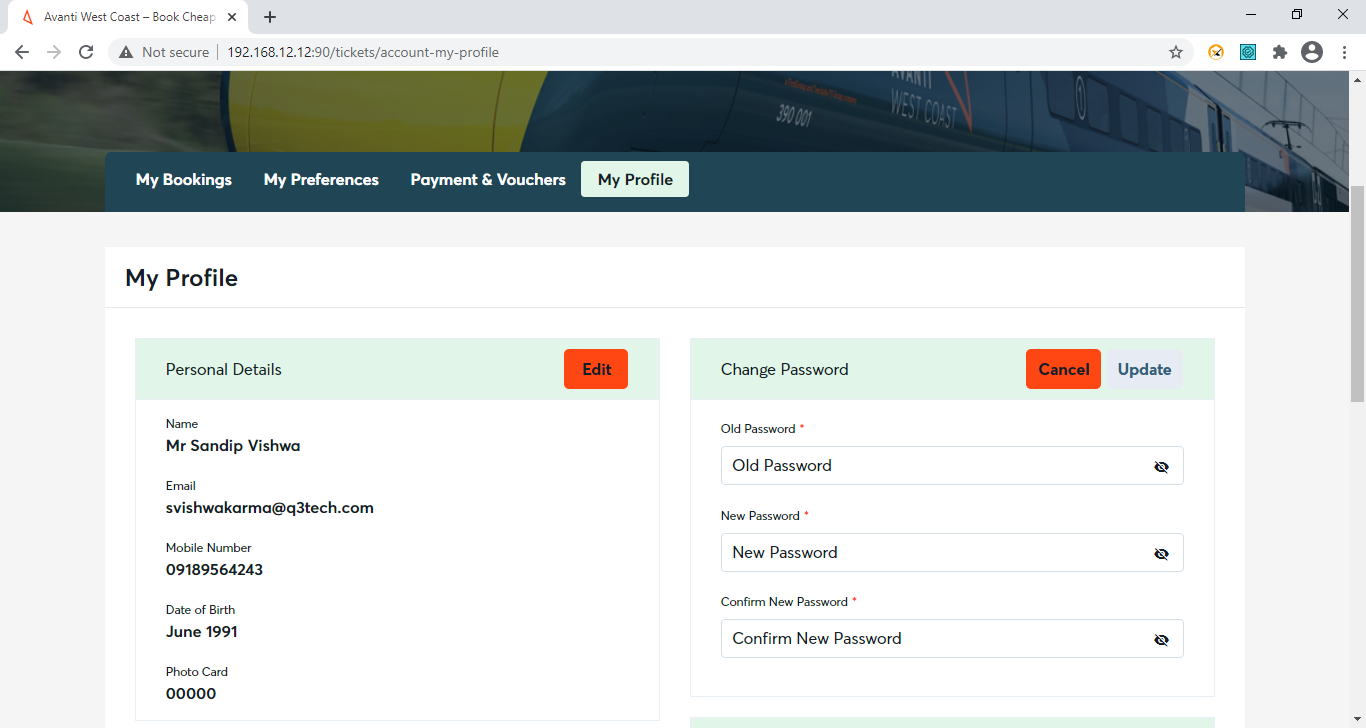 Avanti West Coast – Book Cheap
Not secure
192.168.12.12:90/tickets/account-my-profile
AVANTI
WEST COAST
390 001
My Bookings
My Preferences
Payment & Vouchers
My Profile
My Profile
Personal Details
Edit
Name
Mr Sandip Vishwa
Email
svishwakarma@q3tech.com
Mobile Number
09189564243
Date of Birth
June 1991
Photo Card
00000
Change Password
Cancel
Update
Old Password *
Old Password
New Password *
New Password
Confirm New Password *
Confirm New Password